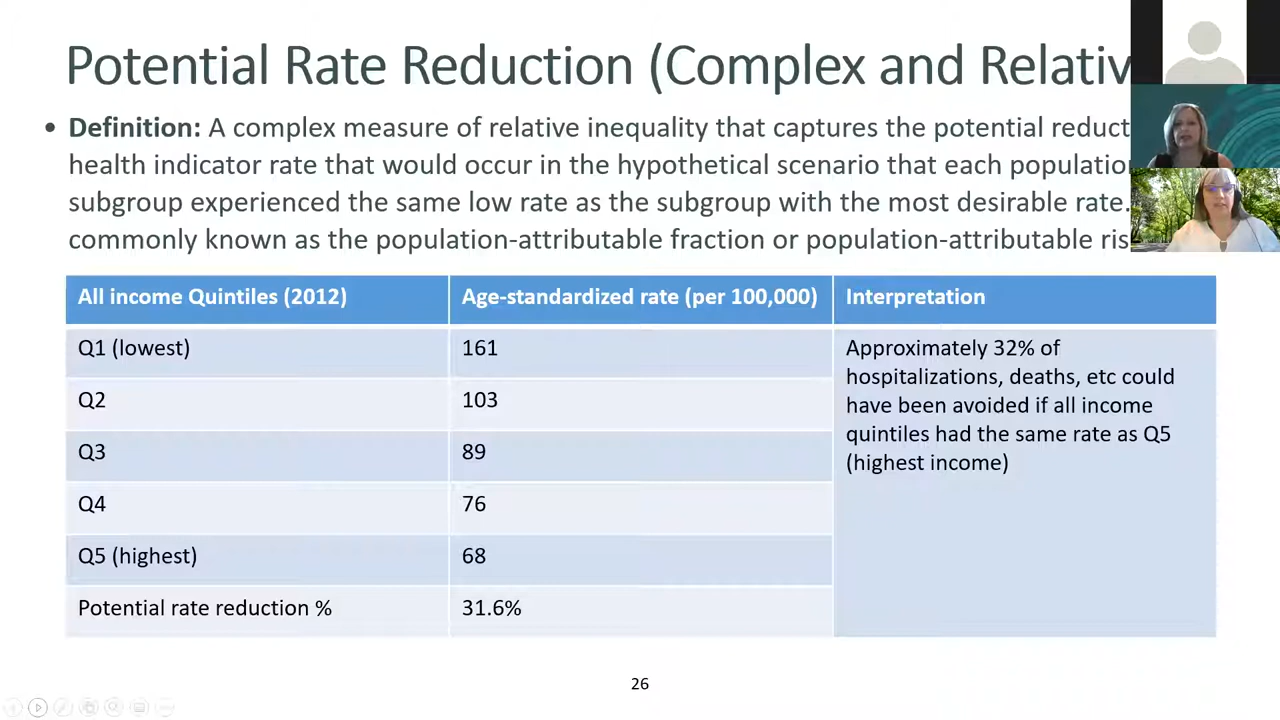 Potential Rate Reduction (Complex and Relativ
• Definition: A complex measure of relative inequality that captures the potential reduct
health indicator rate that would occur in the hypothetical scenario that each population
subgroup experienced the same low rate as the subgroup with the most desirable rate.
commonly known as the population-attributable fraction or population-attributable ris
All income Quintiles (2012) Age-standardized rate (per 100,000) Interpretation
Q1 (lowest) 161
Approximately 32% of
hospitalizations, deaths, etc could
have been avoided if all income
quintiles had the same rate as Q5
(highest income)
Q2 103
Q3 89
Q4 76
Q5 (highest) 68
Potential rate reduction % 31.6%
26